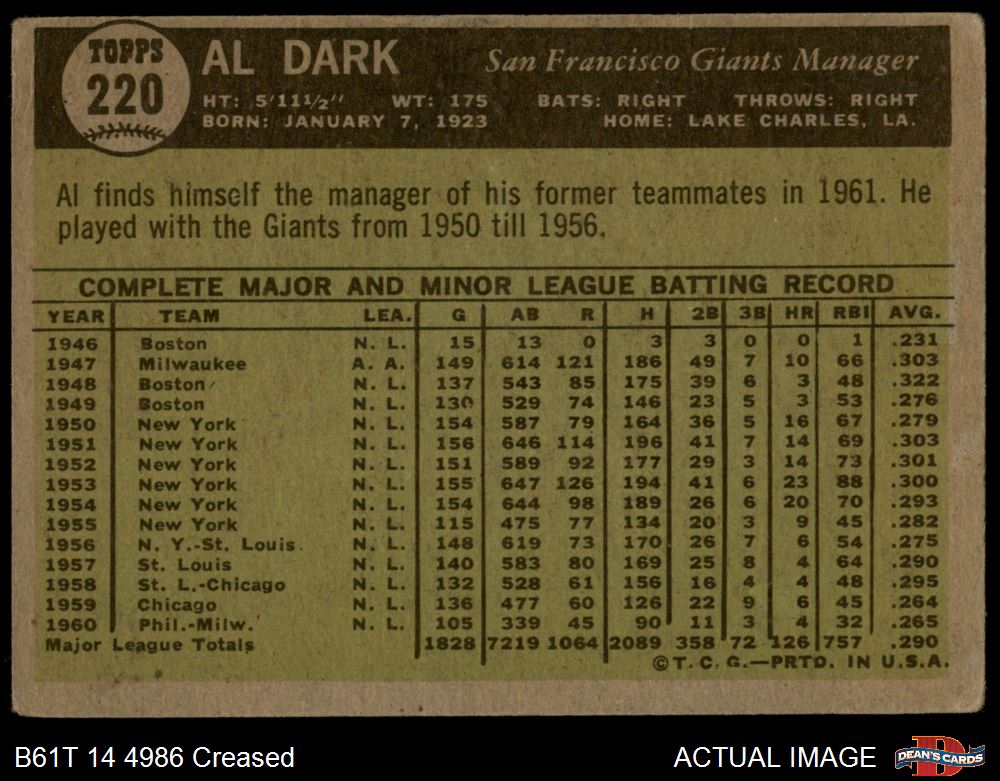 TOPPS
220
AL DARK San Francisco Giants Manager
HT: 5'11½" WT: 175 BATS: RIGHT THROWS: RIGHT
BORN: JANUARY 7, 1923 HOME: LAKE CHARLES, LA.
Al finds himself the manager of his former teammates in 1961. He
played with the Giants from 1950 till 1956.
COMPLETE MAJOR AND MINOR LEAGUE BATTING RECORD
YEAR TEAM LEA. G AB R H 2B 3B HR RBI AVG.
1946 Boston N. L. 15 13 0 3 3 0 0 1 .231
1947 Milwaukee A. A. 149 614 121 186 49 7 10 66 .303
1948 Boston N. L. 137 543 85 175 39 6 3 48 .322
1949 Boston N. L. 130 529 74 146 23 5 3 53 .276
1950 New York N. L. 154 587 79 164 36 5 16 67 .279
1951 New York N. L. 156 646 114 196 41 7 14 69 .303
1952 New York N. L. 151 589 92 177 29 3 14 73 .301
1953 New York N. L. 155 647 126 194 41 6 23 88 .300
1954 New York N. L. 154 644 98 189 26 6 20 70 .293
1955 New York N. L. 115 475 77 134 20 3 9 45 .282
1956 N. Y.-St. Louis N. L. 148 619 73 170 26 7 6 54 .275
1957 St. Louis N. L. 140 583 80 169 25 8 4 64 .290
1958 St. L.-Chicago N. L. 132 528 61 156 16 4 4 48 .295
1959 Chicago N. L. 136 477 60 126 22 9 6 45 .264
1960 Phil.-Milw. N. L. 105 339 45 90 11 3 4 32 .265
Major League Totals 1828 7219 1064 2089 358 72 126 757 .290
© T. C. G.—PRTD. IN U.S.A.
B61T 14 4986 Creased ACTUAL IMAGE D DEAN'S CARDS